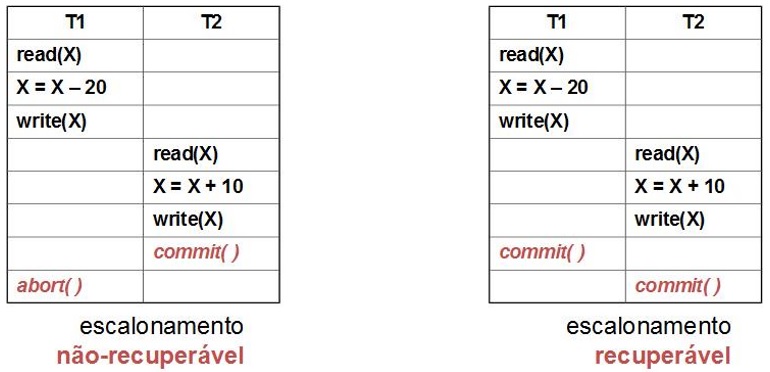 T1 T2
read(X)
X = X – 20
write(X)
read(X)
X = X + 10
write(X)
commit( )
abort( )
escalonamento
não-recuperável
T1 T2
read(X)
X = X – 20
write(X)
read(X)
X = X + 10
write(X)
commit( )
commit( )
escalonamento
recuperável